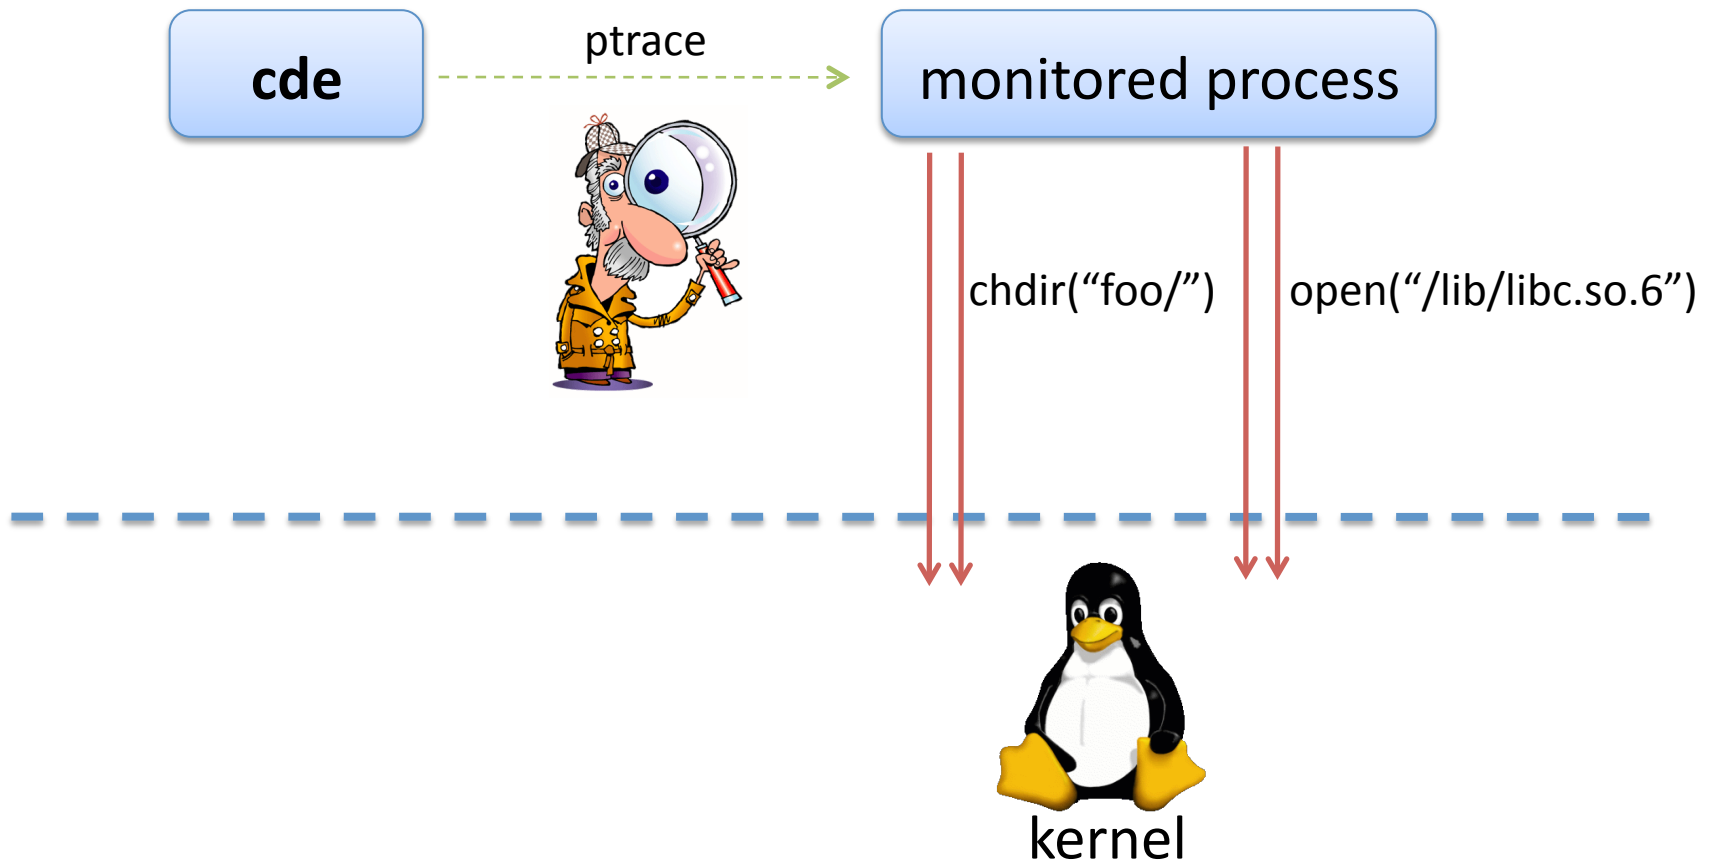 ptrace
cde
monitored process
chdir(“foo/”)
open(“/lib/libc.so.6”)
kernel